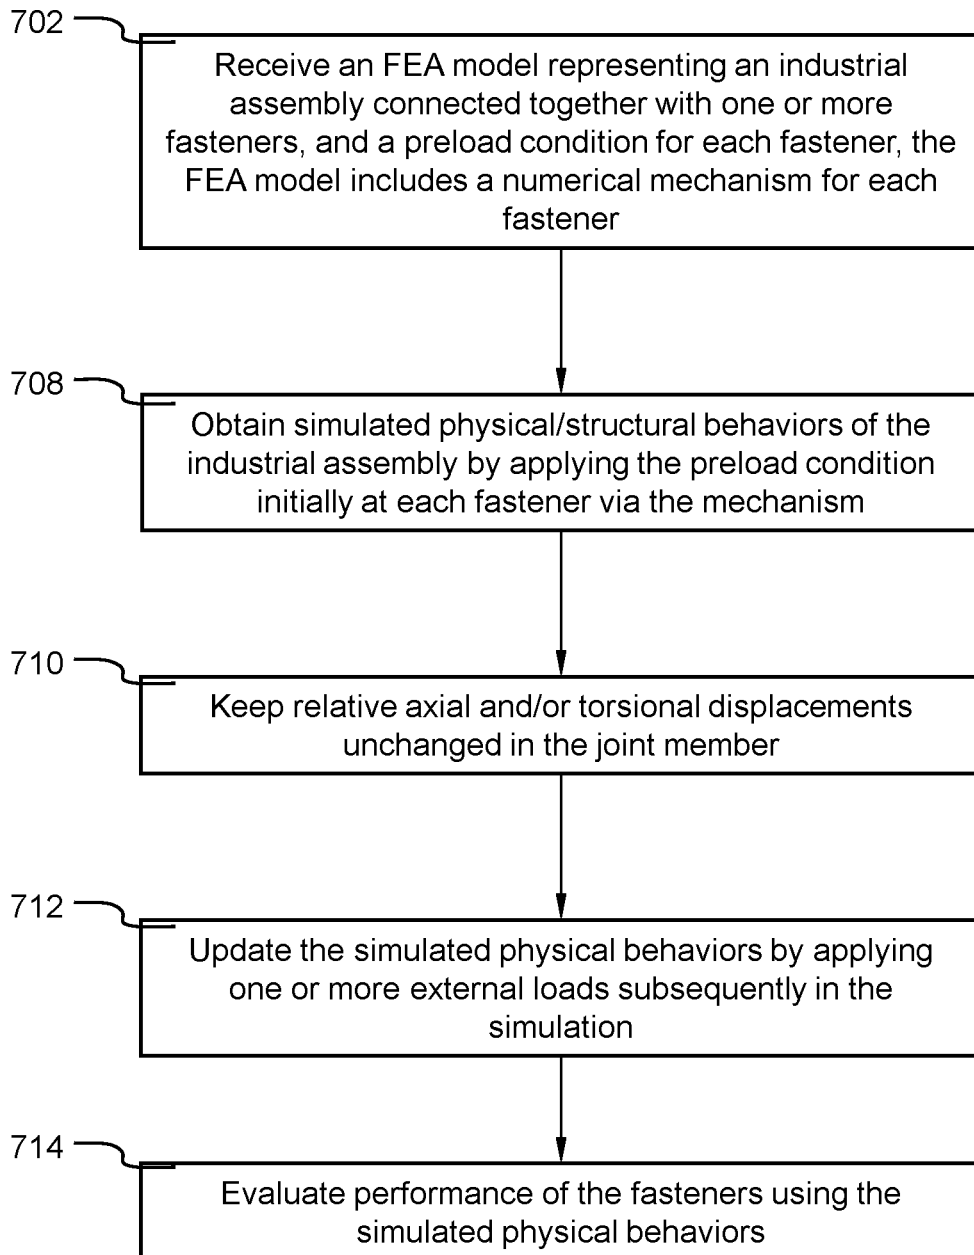 702
Receive an FEA model representing an industrial
assembly connected together with one or more
fasteners, and a preload condition for each fastener, the
FEA model includes a numerical mechanism for each
fastener
708
Obtain simulated physical/structural behaviors of the
industrial assembly by applying the preload condition
initially at each fastener via the mechanism
710
Keep relative axial and/or torsional displacements
unchanged in the joint member
712
Update the simulated physical behaviors by applying
one or more external loads subsequently in the
simulation
714
Evaluate performance of the fasteners using the
simulated physical behaviors